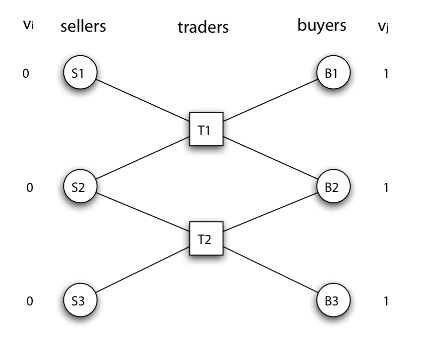 vi sellers traders buyers vj
0 S1 B1 1
T1
0 S2 B2 1
T2
0 S3 B3 1